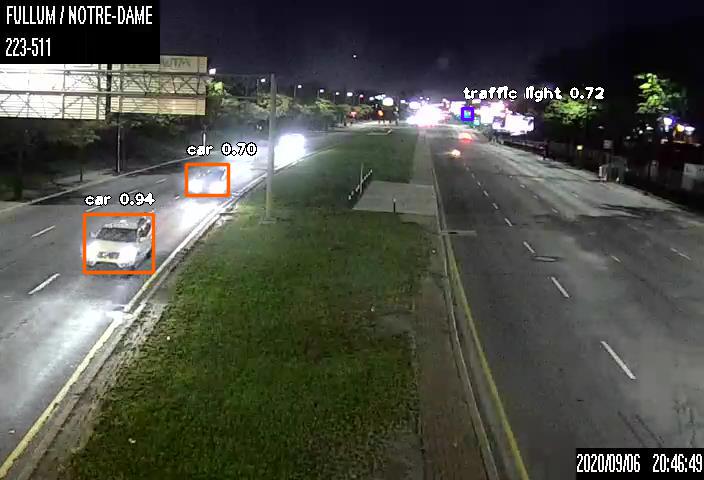 FULLUM / NOTRE-DAME
223-511
traffic light 0.72
car 0.70
car 0.94
2020/09/06 20:46:49